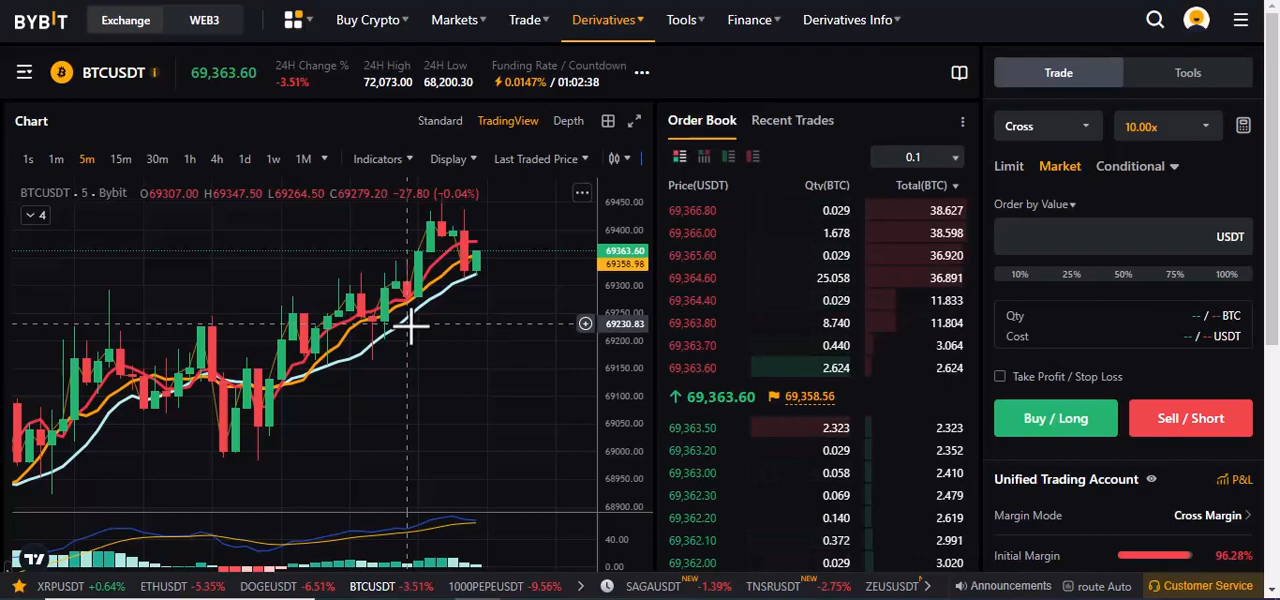 BYBIT Exchange WEB3 Buy Crypto Markets Trade Derivatives Tools Finance Derivatives Info
BTCUSDT 69,363.60
24H Change %
-3.51%
24H High
72,073.00
24H Low
68,200.30
Funding Rate / Countdown
0.0147% / 01:02:38
Chart Standard TradingView Depth
1s 1m 5m 15m 30m 1h 4h 1d 1w 1M Indicators Display Last Traded Price
BTCUSDT · 5 · Bybit O69307.00 H69347.50 L69264.50 C69279.20 -27.80 (-0.04%)
4
69450.00
69400.00
69363.60
69358.98
69300.00
69250.00
69230.83
69200.00
69150.00
69100.00
69050.00
69000.00
68950.00
68900.00
40.00
0.00
Order Book Recent Trades
0.1
Price(USDT) Qty(BTC) Total(BTC)
69,366.80 0.029 38.627
69,366.00 1.678 38.598
69,365.60 0.029 36.920
69,364.60 25.058 36.891
69,364.40 0.029 11.833
69,363.80 8.740 11.804
69,363.70 0.440 3.064
69,363.60 2.624 2.624
69,363.60 69,358.56
69,363.50 2.323 2.323
69,363.20 0.029 2.352
69,363.00 0.058 2.410
69,362.30 0.069 2.479
69,362.20 0.140 2.619
69,362.10 0.372 2.991
69,362.00 0.029 3.020
Trade Tools
Cross 10.00x
Limit Market Conditional
Order by Value
USDT
10% 25% 50% 75% 100%
Qty -- / -- BTC
Cost -- / -- USDT
Take Profit / Stop Loss
Buy / Long Sell / Short
Unified Trading Account P&L
Margin Mode Cross Margin
Initial Margin 96.28%
XRPUSDT +0.64% ETHUSDT -5.35% DOGEUSDT -6.51% BTCUSDT -3.51% 1000PEPEUSDT -9.56% SAGAUSDT NEW -1.39% TNSRUSDT NEW -2.75% ZEUSUSDT Announcements route Auto Customer Service